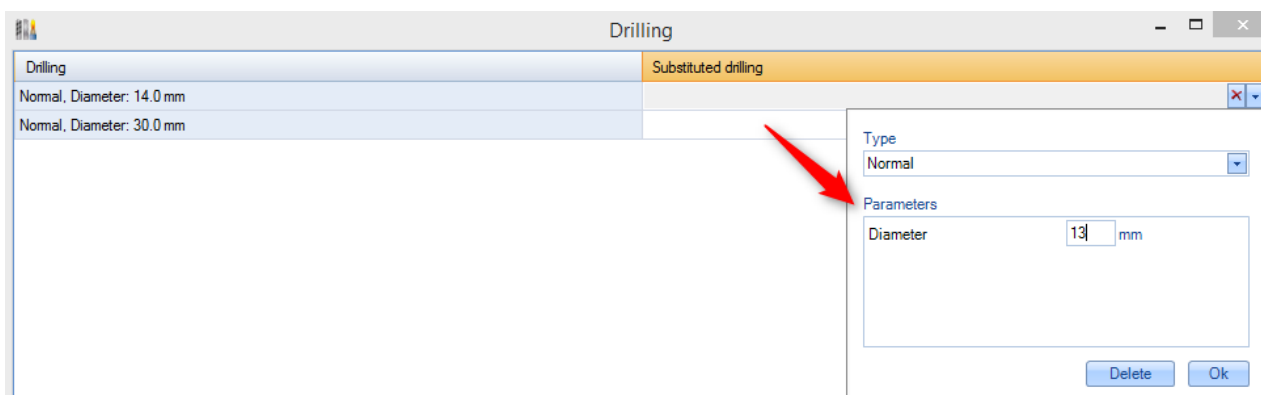 Drilling
Drilling Substituted drilling
Normal, Diameter: 14.0 mm
Normal, Diameter: 30.0 mm
Type
Normal
Parameters
Diameter 13 mm
Delete Ok